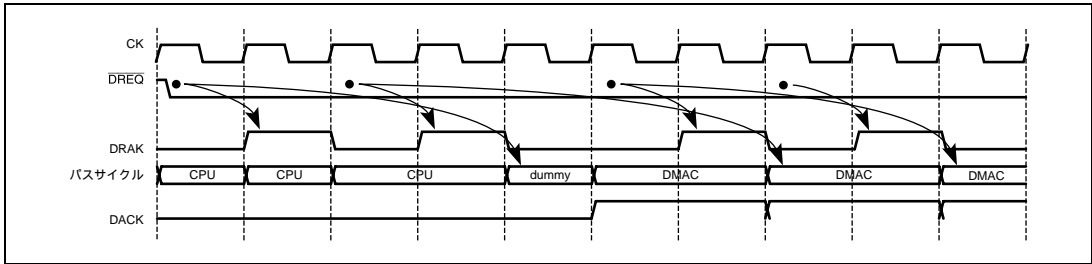 CK
DREQ
DRAK
バスサイクル CPU CPU CPU dummy DMAC DMAC DMAC
DACK